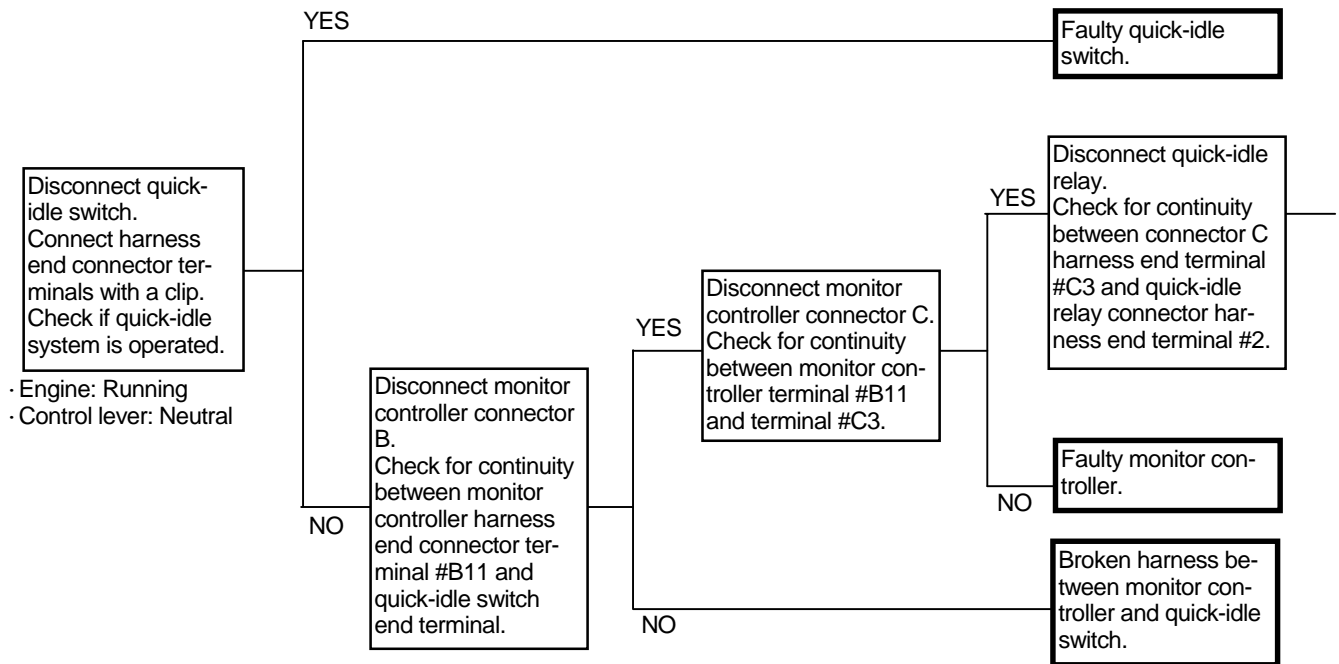 YES
Faulty quick-idle
switch.
Disconnect quick-
idle switch.
Connect harness
end connector ter-
minals with a clip.
Check if quick-idle
system is operated.
· Engine: Running
· Control lever: Neutral
NO
Disconnect monitor
controller connector
B.
Check for continuity
between monitor
controller harness
end connector ter-
minal #B11 and
quick-idle switch
end terminal.
YES
Disconnect monitor
controller connector C.
Check for continuity
between monitor con-
troller terminal #B11
and terminal #C3.
YES
Disconnect quick-idle
relay.
Check for continuity
between connector C
harness end terminal
#C3 and quick-idle
relay connector har-
ness end terminal #2.
NO
Faulty monitor con-
troller.
NO
Broken harness be-
tween monitor con-
troller and quick-idle
switch.